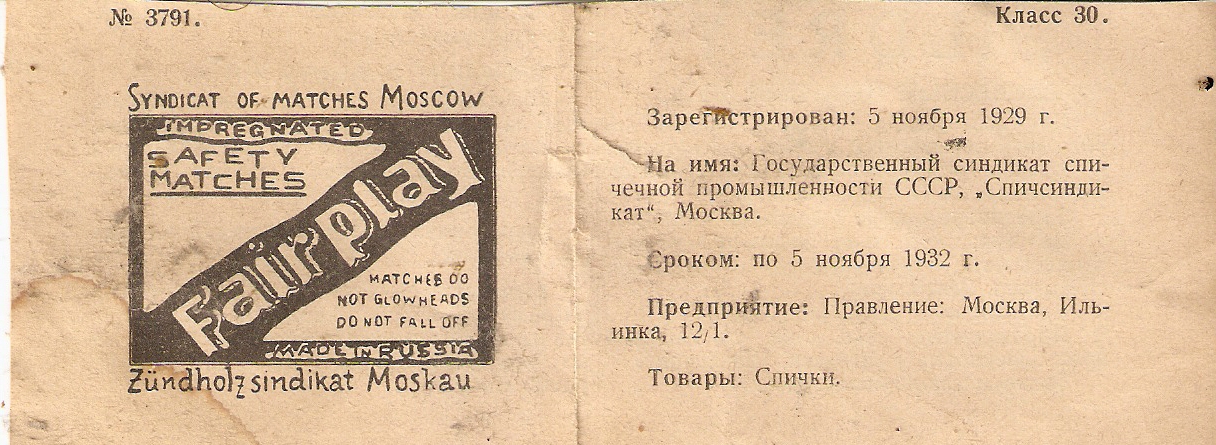 № 3791.
Класс 30.
SYNDICAT OF MATCHES MOSCOW
IMPREGNATED
SAFETY
MATCHES
Fair play
MATCHES DO
NOT GLOWHEADS
DO NOT FALL OFF
MADE IN RUSSIA
Zündholzsindikat Moskau
Зарегистрирован: 5 ноября 1929 г.
На имя: Государственный синдикат спи-
чечной промышленности СССР, „Спичсинди-
кат“, Москва.
Сроком: по 5 ноября 1932 г.
Предприятие: Правление: Москва, Иль-
инка, 12/1.
Товары: Спички.